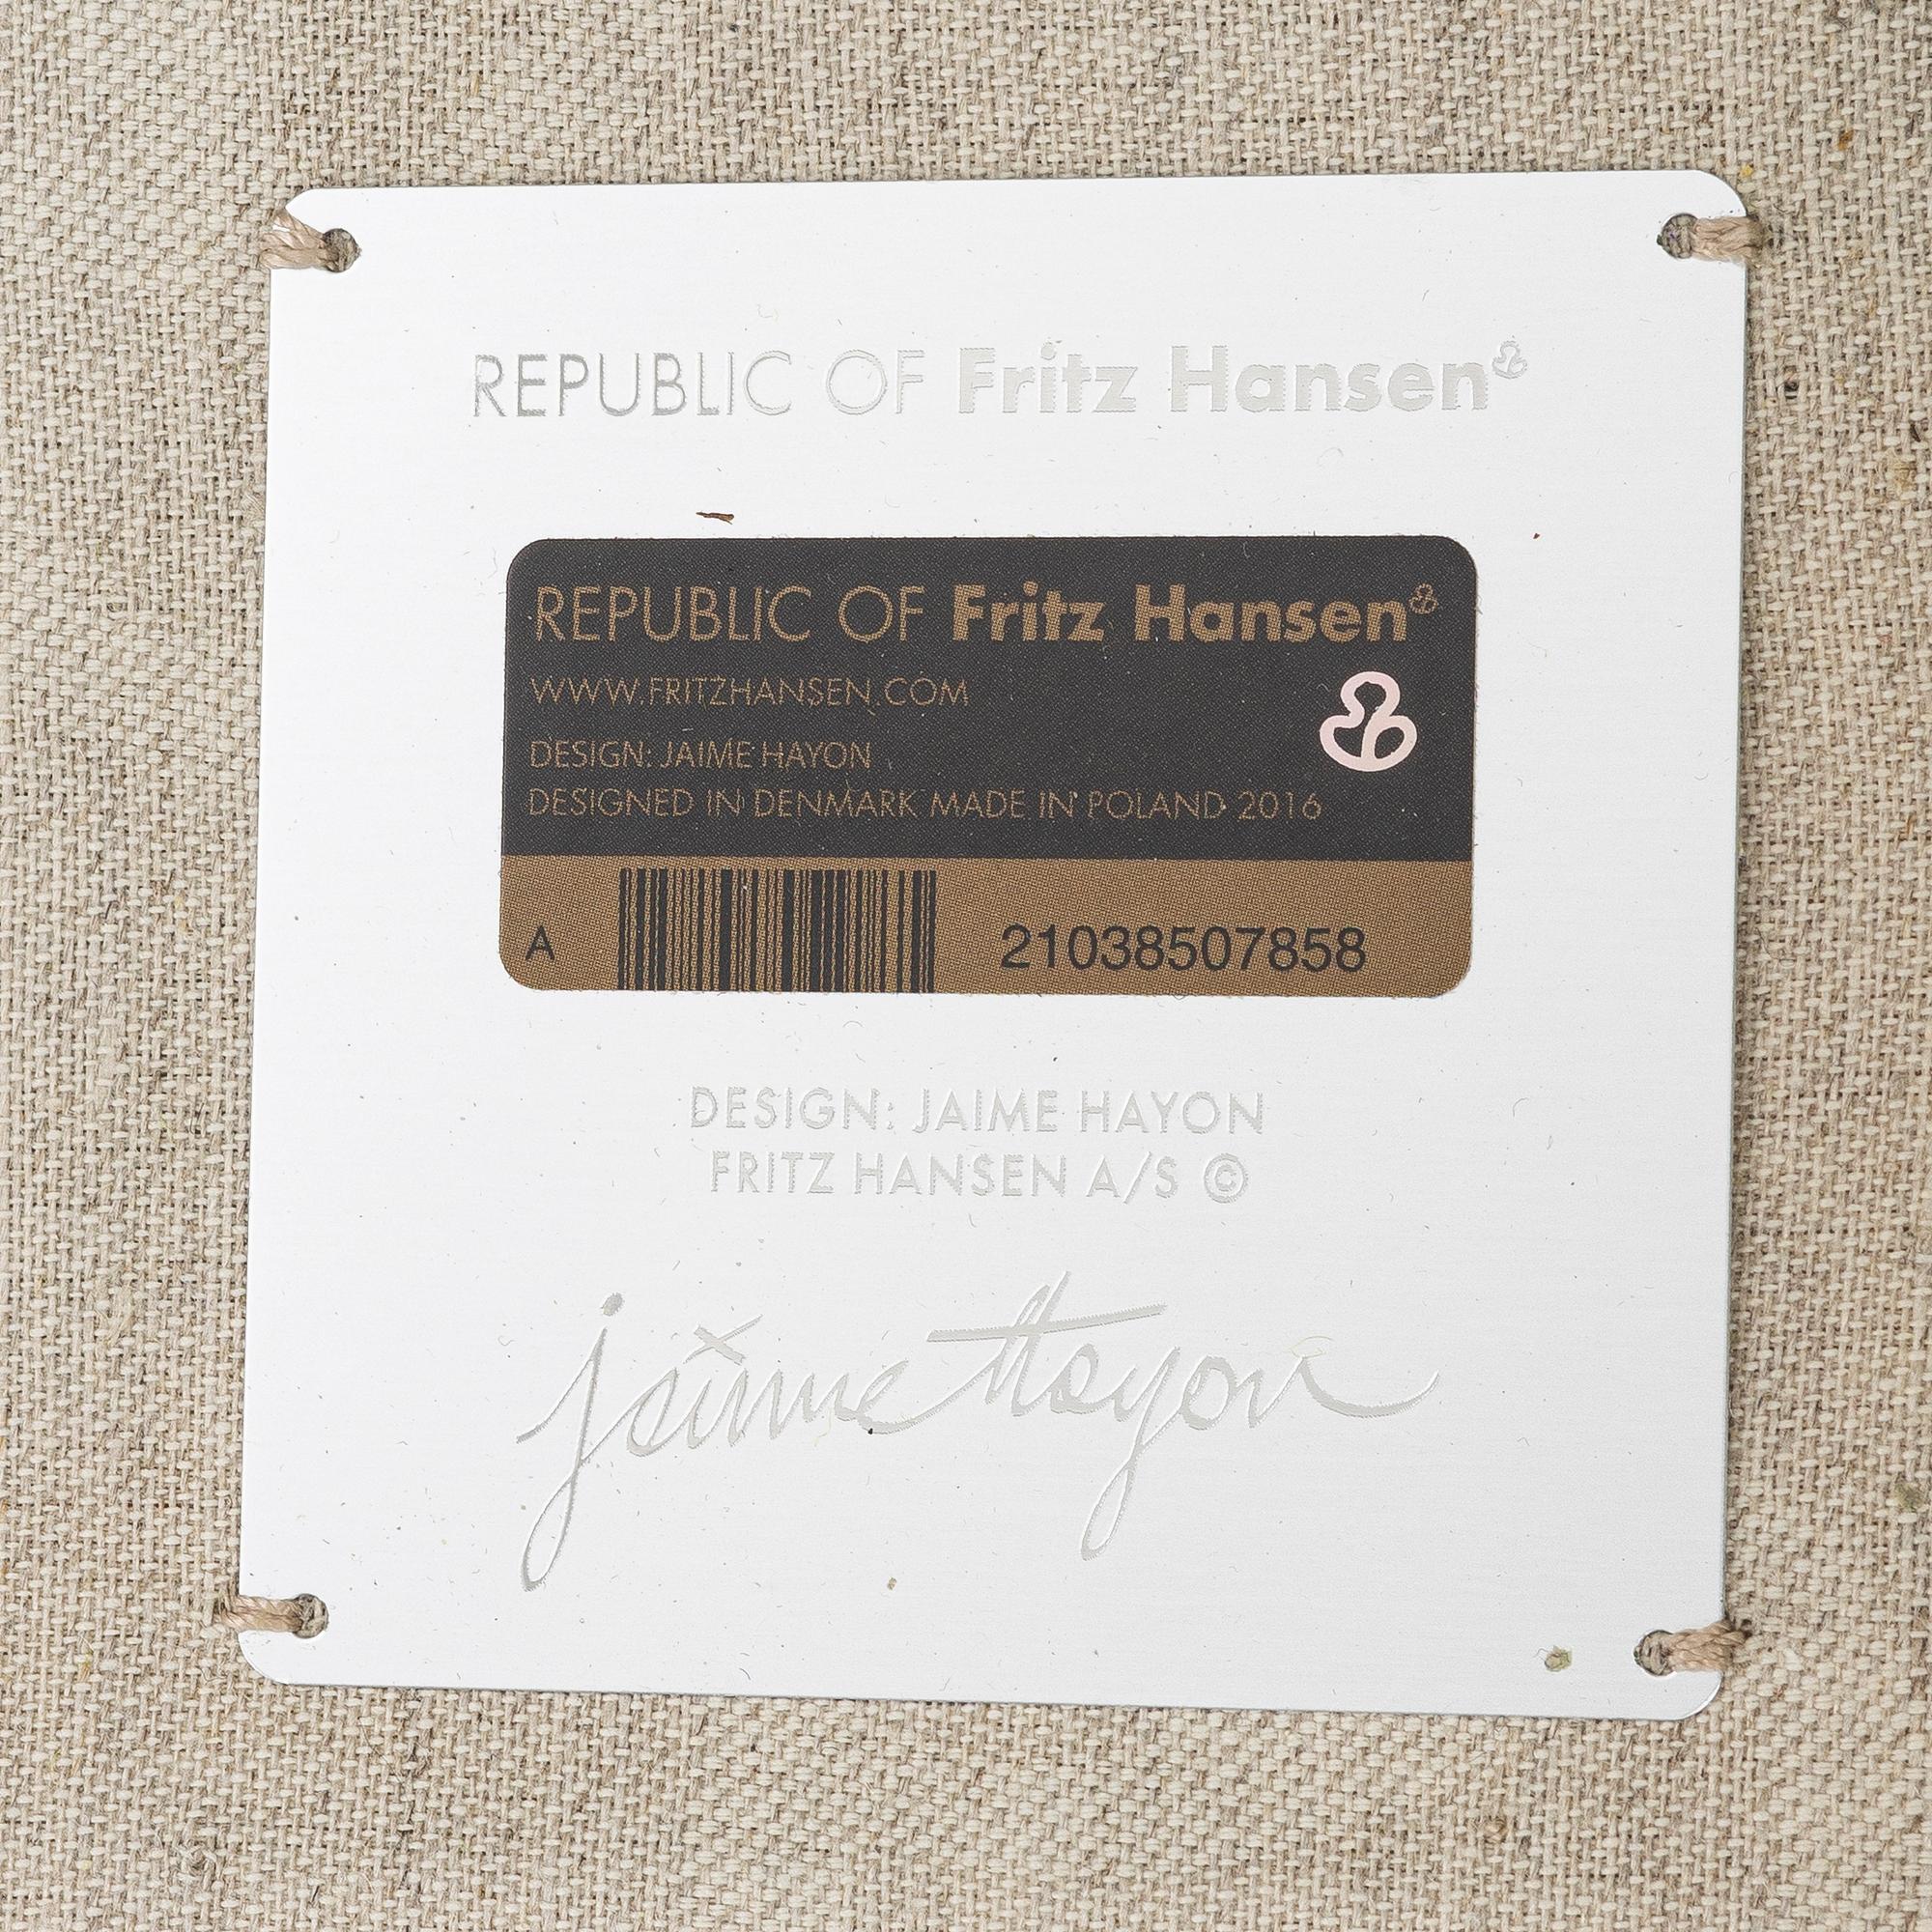 REPUBLIC OF Fritz Hansen
REPUBLIC OF Fritz Hansen
WWW.FRITZHANSEN.COM
DESIGN: JAIME HAYON
DESIGNED IN DENMARK MADE IN POLAND 2016
A 21038507858
DESIGN: JAIME HAYON
FRITZ HANSEN A/S ©
jaime Hayon